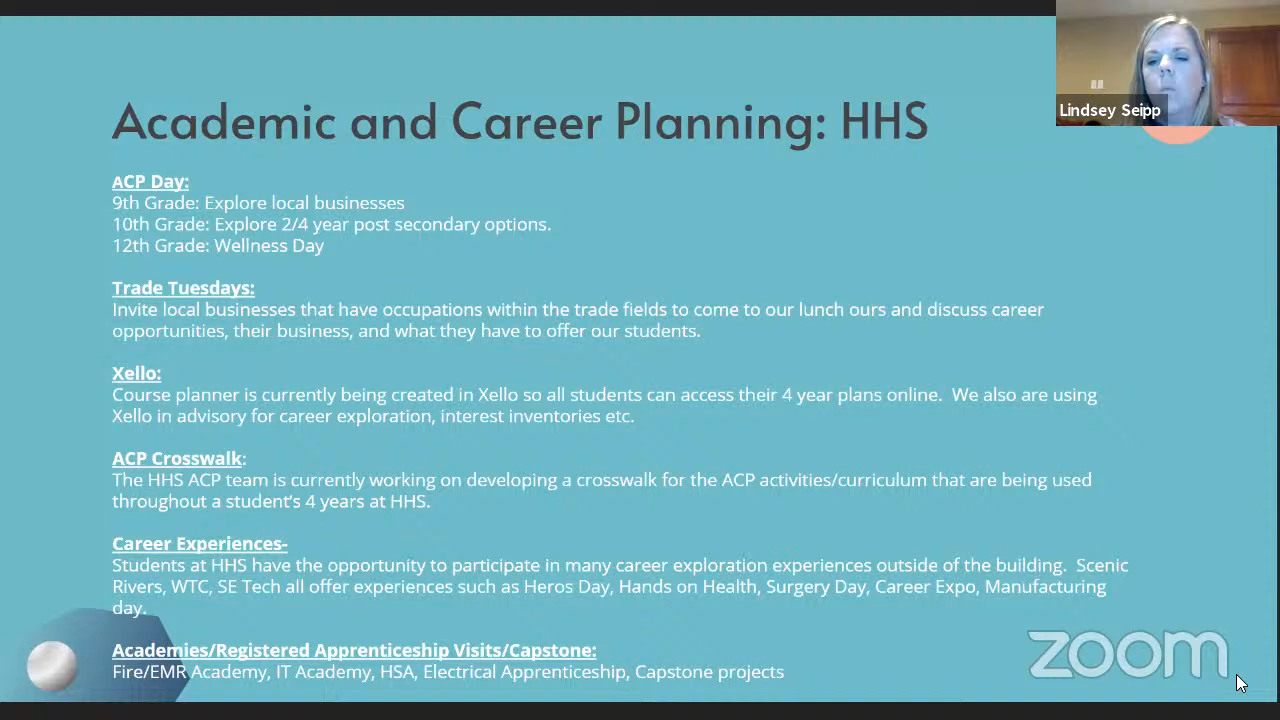 Lindsey Seipp
Academic and Career Planning: HHS
ACP Day:
9th Grade: Explore local businesses
10th Grade: Explore 2/4 year post secondary options.
12th Grade: Wellness Day
Trade Tuesdays:
Invite local businesses that have occupations within the trade fields to come to our lunch ours and discuss career
opportunities, their business, and what they have to offer our students.
Xello:
Course planner is currently being created in Xello so all students can access their 4 year plans online.  We also are using
Xello in advisory for career exploration, interest inventories etc.
ACP Crosswalk:
The HHS ACP team is currently working on developing a crosswalk for the ACP activities/curriculum that are being used
throughout a student’s 4 years at HHS.
Career Experiences-
Students at HHS have the opportunity to participate in many career exploration experiences outside of the building.  Scenic
Rivers, WTC, SE Tech all offer experiences such as Heros Day, Hands on Health, Surgery Day, Career Expo, Manufacturing
day.
Academies/Registered Apprenticeship Visits/Capstone:
Fire/EMR Academy, IT Academy, HSA, Electrical Apprenticeship, Capstone projects
zoom